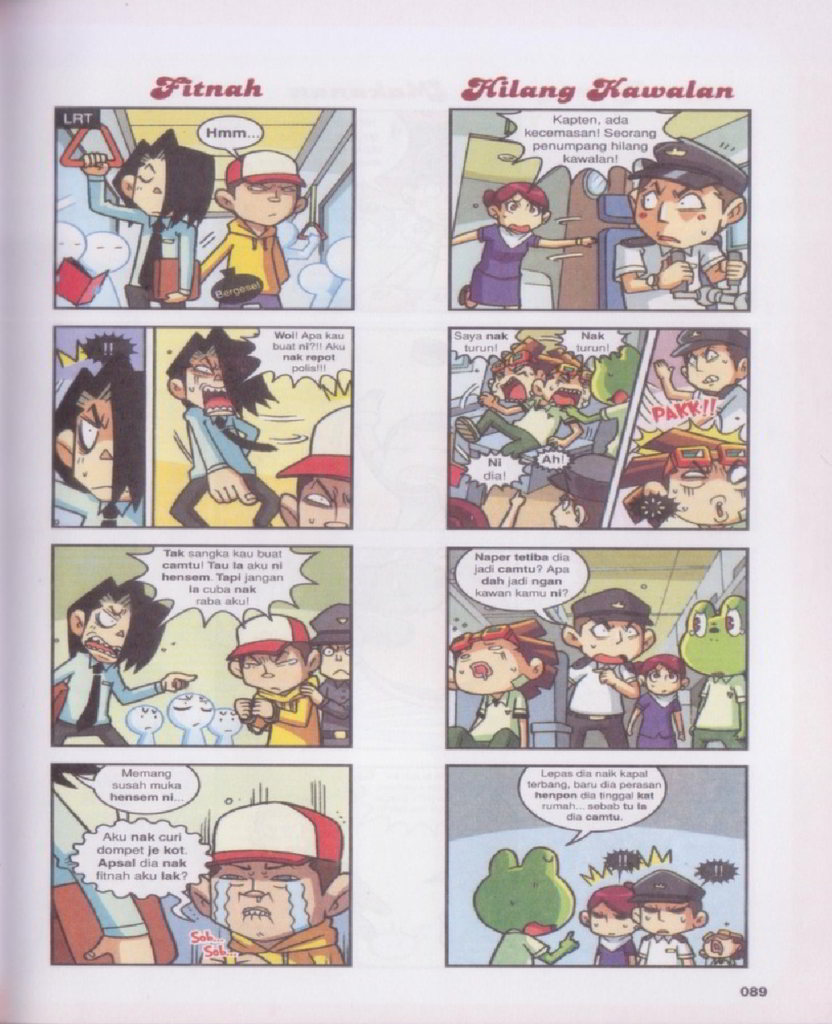 Fitnah
LRT
Hmm...
Bergesel
Woi! Apa kau
buat ni?!! Aku
nak repot
polis!!!
Tak sangka kau buat
camtu! Tau la aku ni
hensem. Tapi jangan
la cuba nak
raba aku!
Memang
susah muka
hensem ni...
Aku nak curi
dompet je kot.
Apsal dia nak
fitnah aku la?
Sob...
Sob...
Hilang Kawalan
Kapten, ada
kecemasan! Seorang
penumpang hilang
kawalan!
Saya nak
turun!
Nak
turun!
Ni
dia!
Ah!
PAKK!!
Naper tetiba dia
jadi camtu? Apa
dah jadi ngan
kawan kamu ni?
Lepas dia naik kapal
terbang, baru dia perasan
henpon dia tinggal kat
rumah... sebab tu la
dia camtu.
089